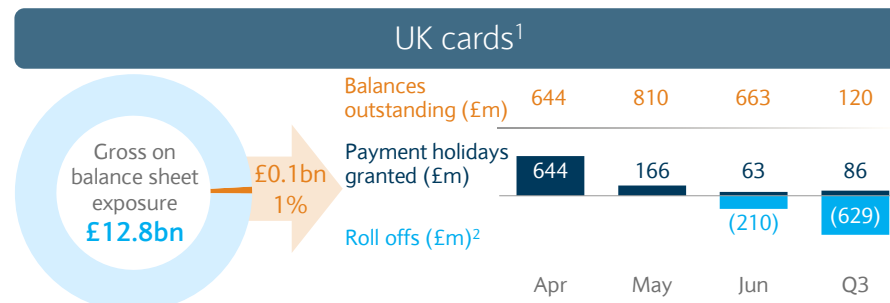 UK cards¹
Gross on
balance sheet
exposure
£12.8bn
£0.1bn
1%
Balances
outstanding (£m) 644 810 663 120
Payment holidays
granted (£m) 644 166 63 86
Roll offs (£m)² (210) (629)
Apr May Jun Q3